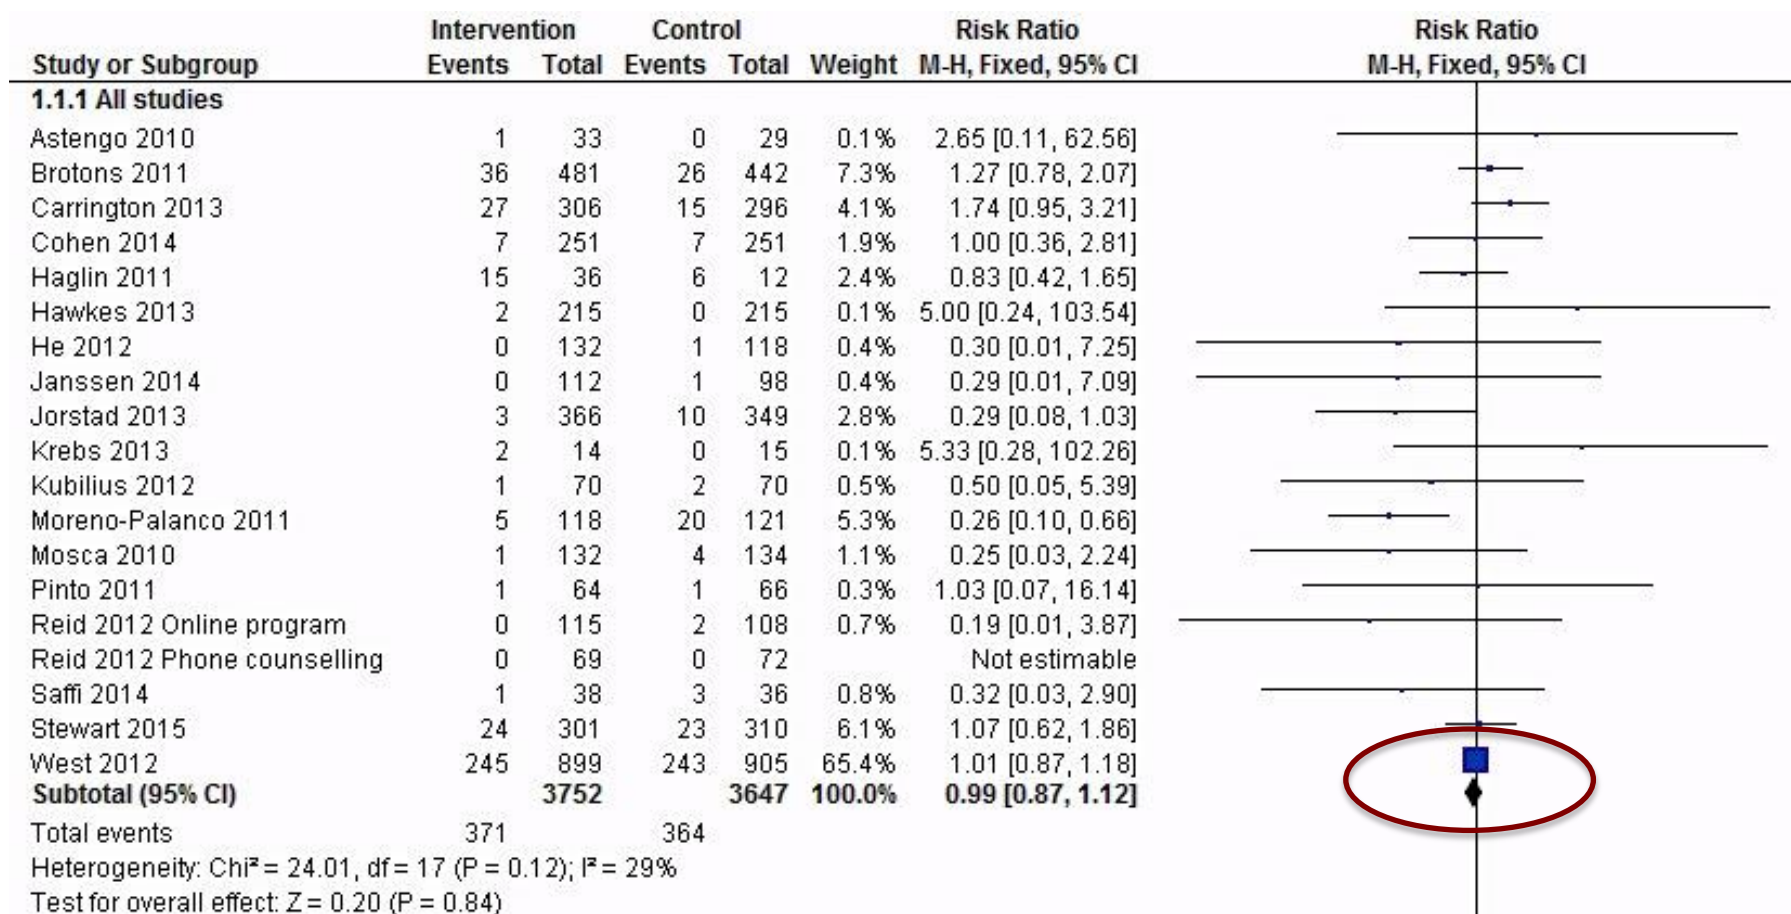 Intervention Control Risk Ratio Risk Ratio
Study or Subgroup Events Total Events Total Weight M-H, Fixed, 95% CI M-H, Fixed, 95% CI
1.1.1 All studies
Astengo 2010 1 33 0 29 0.1% 2.65 [0.11, 62.56]
Brotons 2011 36 481 26 442 7.3% 1.27 [0.78, 2.07]
Carrington 2013 27 306 15 296 4.1% 1.74 [0.95, 3.21]
Cohen 2014 7 251 7 251 1.9% 1.00 [0.36, 2.81]
Haglin 2011 15 36 6 12 2.4% 0.83 [0.42, 1.65]
Hawkes 2013 2 215 0 215 0.1% 5.00 [0.24, 103.54]
He 2012 0 132 1 118 0.4% 0.30 [0.01, 7.25]
Janssen 2014 0 112 1 98 0.4% 0.29 [0.01, 7.09]
Jorstad 2013 3 366 10 349 2.8% 0.29 [0.08, 1.03]
Krebs 2013 2 14 0 15 0.1% 5.33 [0.28, 102.26]
Kubilius 2012 1 70 2 70 0.5% 0.50 [0.05, 5.39]
Moreno-Palanco 2011 5 118 20 121 5.3% 0.26 [0.10, 0.66]
Mosca 2010 1 132 4 134 1.1% 0.25 [0.03, 2.24]
Pinto 2011 1 64 1 66 0.3% 1.03 [0.07, 16.14]
Reid 2012 Online program 0 115 2 108 0.7% 0.19 [0.01, 3.87]
Reid 2012 Phone counselling 0 69 0 72 Not estimable
Saffi 2014 1 38 3 36 0.8% 0.32 [0.03, 2.90]
Stewart 2015 24 301 23 310 6.1% 1.07 [0.62, 1.86]
West 2012 245 899 243 905 65.4% 1.01 [0.87, 1.18]
Subtotal (95% CI) 3752 3647 100.0% 0.99 [0.87, 1.12]
Total events 371 364
Heterogeneity: Chi² = 24.01, df = 17 (P = 0.12); I² = 29%
Test for overall effect: Z = 0.20 (P = 0.84)